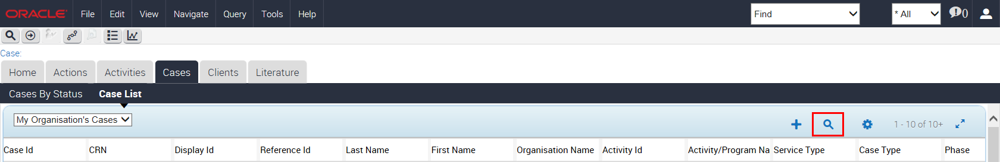 ORACLE File Edit View Navigate Query Tools Help Find * All 0
Case:
Home Actions Activities Cases Clients Literature
Cases By Status Case List
My Organisation's Cases 1 - 10 of 10+
Case Id CRN Display Id Reference Id Last Name First Name Organisation Name Activity Id Activity/Program Na Service Type Case Type Phase